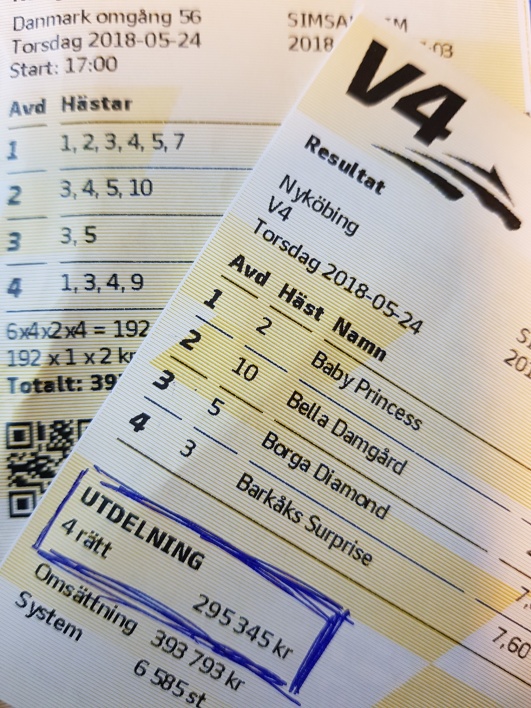 Danmark omgång 56
Torsdag 2018-05-24
Start: 17:00
2018
Avd Hästar
1 1, 2, 3, 4, 5, 7
2 3, 4, 5, 10
3 3, 5
4 1, 3, 4, 9
6x4x2x4 = 192
192 x 1 x 2 kr
Totalt: 39
V4
Resultat
Nyköbing
V4
Torsdag 2018-05-24
Avd Häst Namn
1 2 Baby Princess
2 10 Bella Damgård
3 5 Borga Diamond
4 3 Barkåks Surprise
7,60
UTDELNING
4 rätt 295 345 kr
Omsättning 393 793 kr
System 6 585 st